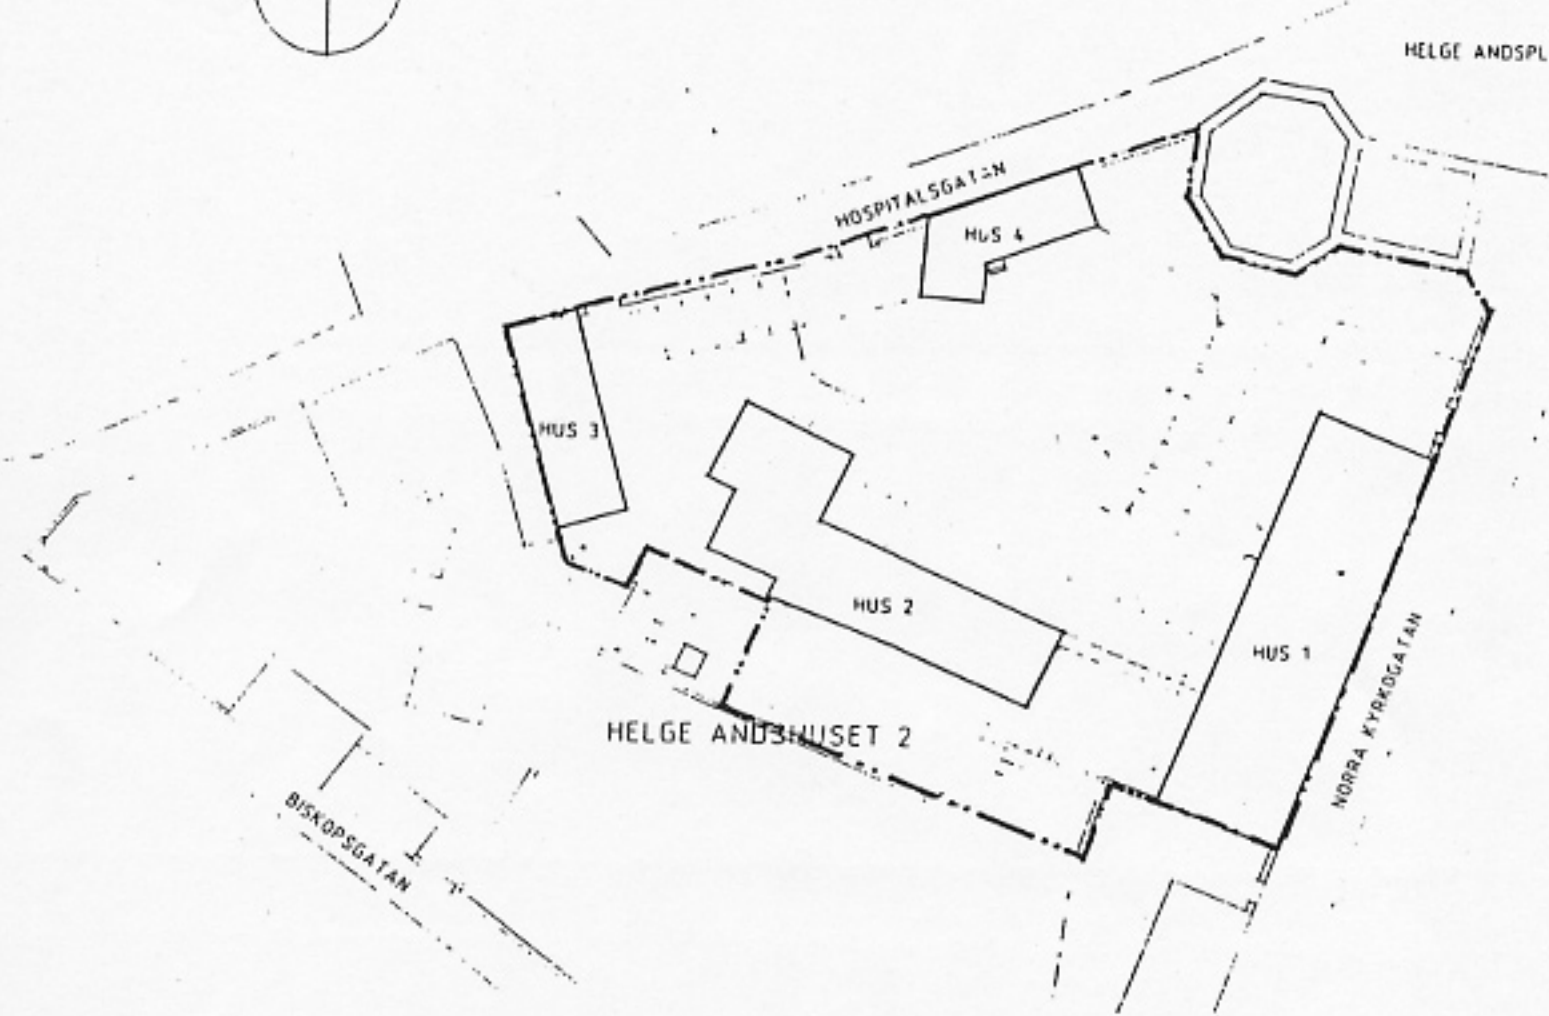 HELGE ANDSPL
HOSPITALSGATAN
HUS 4
HUS 3
HUS 2
HUS 1
HELGE ANDSHUSET 2
NORRA KYRKOGATAN
BISKOPSGATAN